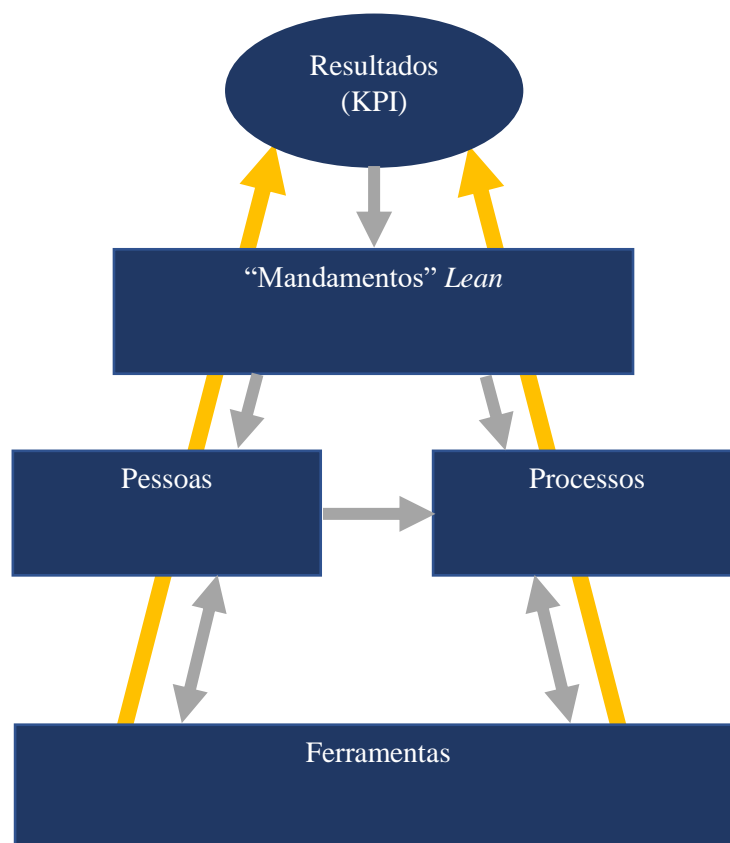 Resultados
(KPI)
“Mandamentos” Lean
Pessoas
Processos
Ferramentas